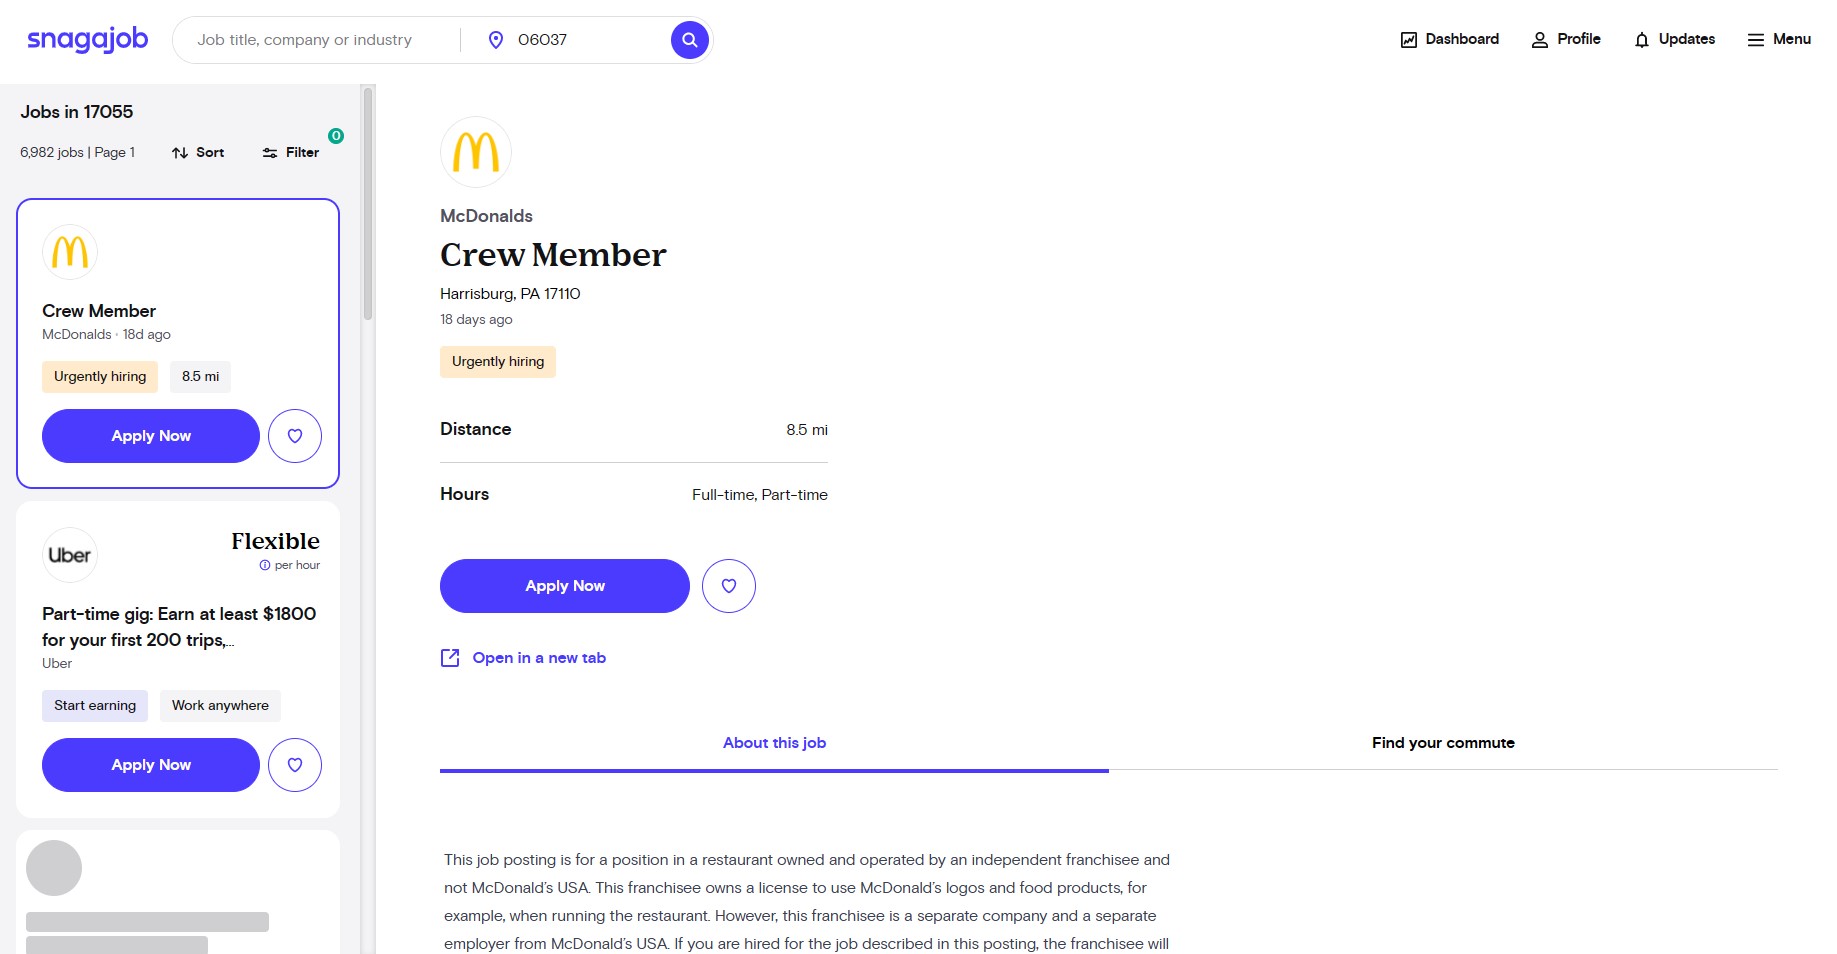 snagajob
Job title, company or industry
06037
Dashboard
Profile
Updates
Menu
Jobs in 17055
6,982 jobs | Page 1
Sort
Filter
0
Crew Member
McDonalds · 18d ago
Urgently hiring
8.5 mi
Apply Now
Uber
Flexible
per hour
Part-time gig: Earn at least $1800
for your first 200 trips,...
Uber
Start earning
Work anywhere
Apply Now
McDonalds
Crew Member
Harrisburg, PA 17110
18 days ago
Urgently hiring
Distance
8.5 mi
Hours
Full-time, Part-time
Apply Now
Open in a new tab
About this job
Find your commute
This job posting is for a position in a restaurant owned and operated by an independent franchisee and
not McDonald's USA. This franchisee owns a license to use McDonald's logos and food products, for
example, when running the restaurant. However, this franchisee is a separate company and a separate
employer from McDonald's USA. If you are hired for the job described in this posting, the franchisee will